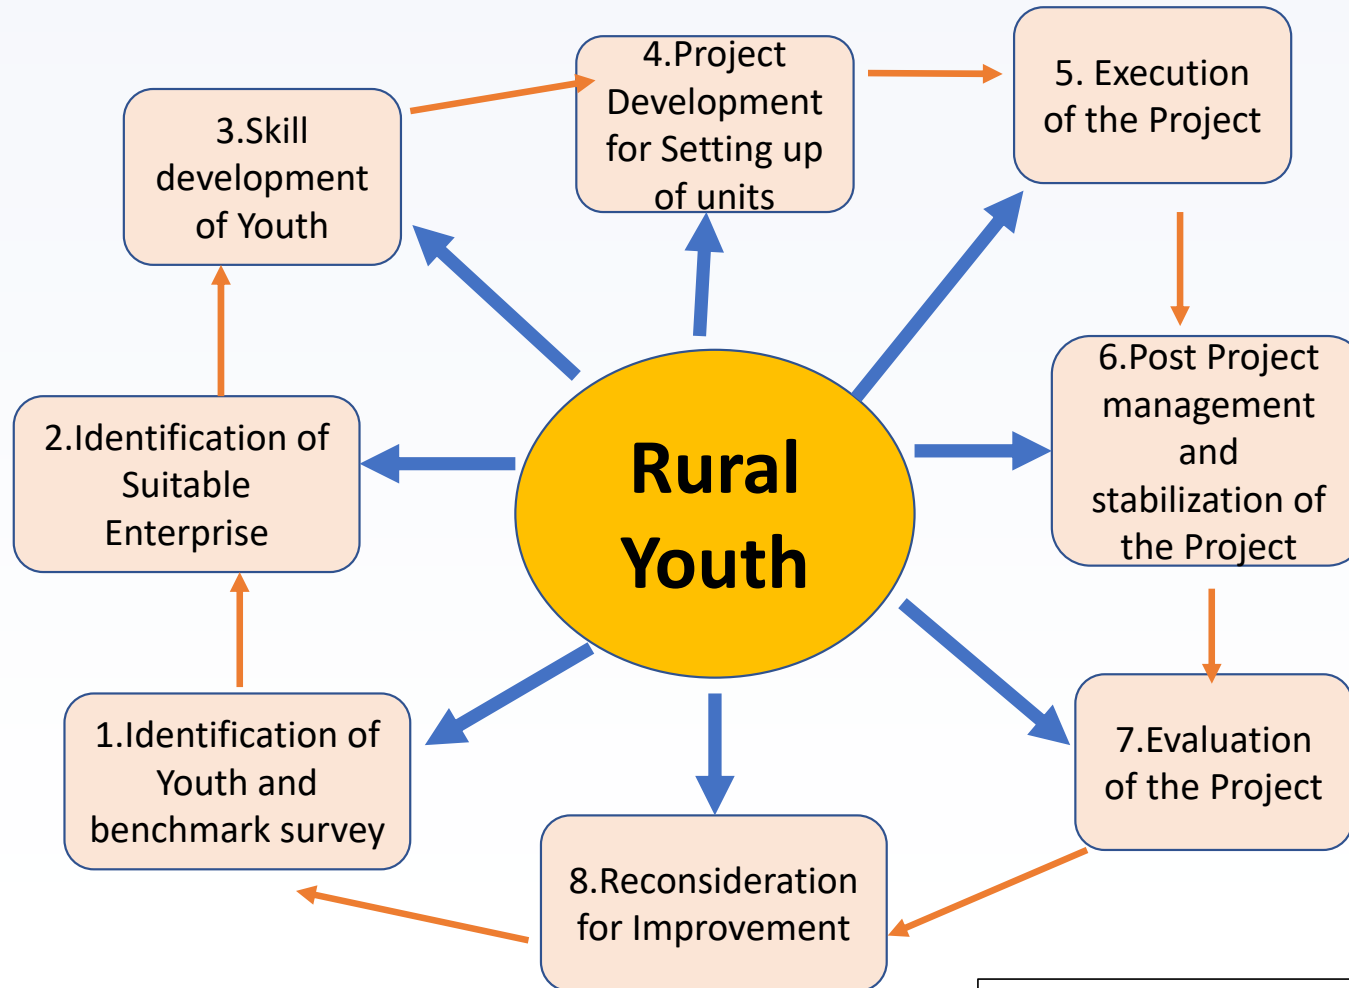 1.Identification of
Youth and
benchmark survey
2.Identification of
Suitable
Enterprise
3.Skill
development
of Youth
4.Project
Development
for Setting up
of units
5. Execution
of the Project
6.Post Project
management
and
stabilization of
the Project
7.Evaluation
of the Project
8.Reconsideration
for Improvement
Rural
Youth